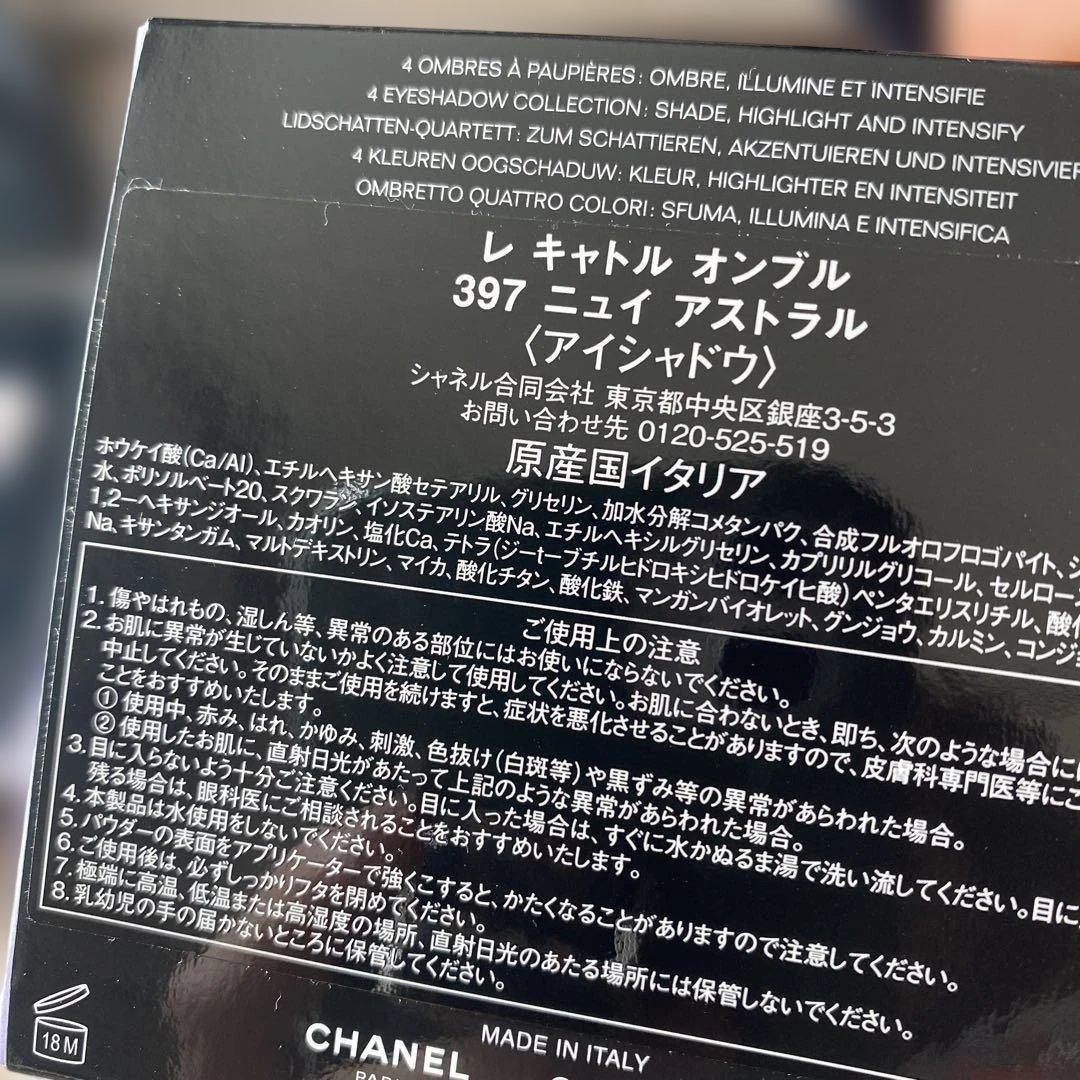 4 OMBRES À PAUPIÈRES : OMBRE, ILLUMINE ET INTENSIFIE
4 EYESHADOW COLLECTION : SHADE, HIGHLIGHT AND INTENSIFY
LIDSCHATTEN-QUARTETT : ZUM SCHATTIEREN, AKZENTUIEREN UND INTENSIVIER
4 KLEUREN OOGSCHADUW : KLEUR, HIGHLIGHTER EN INTENSITEIT
OMBRETTO QUATTRO COLORI : SFUMA, ILLUMINA E INTENSIFICA
レ キャトル オンブル
397 ニュイ アストラル
〈アイシャドウ〉
シャネル合同会社 東京都中央区銀座3-5-3
お問い合わせ先 0120-525-519
原産国イタリア
ホウケイ酸(Ca/Al)、エチルヘキサン酸セテアリル、グリセリン、加水分解コメタンパク、合成フルオロフロゴパイト、ジ
水、ポリソルベート20、スクワラン、イソステアリン酸Na、エチルヘキシルグリセリン、カプリリルグリコール、セルロース
1,2ーヘキサンジオール、カオリン、塩化Ca、テトラ(ジーtーブチルヒドロキシヒドロケイヒ酸)ペンタエリスリチル、酸化
Na、キサンタンガム、マルトデキストリン、マイカ、酸化チタン、酸化鉄、マンガンバイオレット、グンジョウ、カルミン、コンジョ
ご使用上の注意
1. 傷やはれもの、湿しん等、異常のある部位にはお使いにならないでください。
2. お肌に異常が生じていないかよく注意して使用してください。お肌に合わないとき、即ち、次のような場合には
中止してください。そのままご使用を続けますと、症状を悪化させることがありますので、皮膚科専門医等にご
ことをおすすめいたします。
① 使用中、赤み、はれ、かゆみ、刺激、色抜け(白斑等)や黒ずみ等の異常があらわれた場合。
② 使用したお肌に、直射日光があたって上記のような異常があらわれた場合。
3. 目に入らないよう十分ご注意ください。目に入った場合は、すぐに水かぬるま湯で洗い流してください。目に
残る場合は、眼科医にご相談されることをおすすめいたします。
4. 本製品は水使用をしないでください。
5. パウダーの表面をアプリケーターで強くこすると、かたくなることがありますので注意してください。
6. ご使用後は、必ずしっかりフタを閉めてください。
7. 極端に高温、低温または高湿度の場所、直射日光のあたる場所には保管しないでください。
8. 乳幼児の手の届かないところに保管してください。
18M
CHANEL
MADE IN ITALY